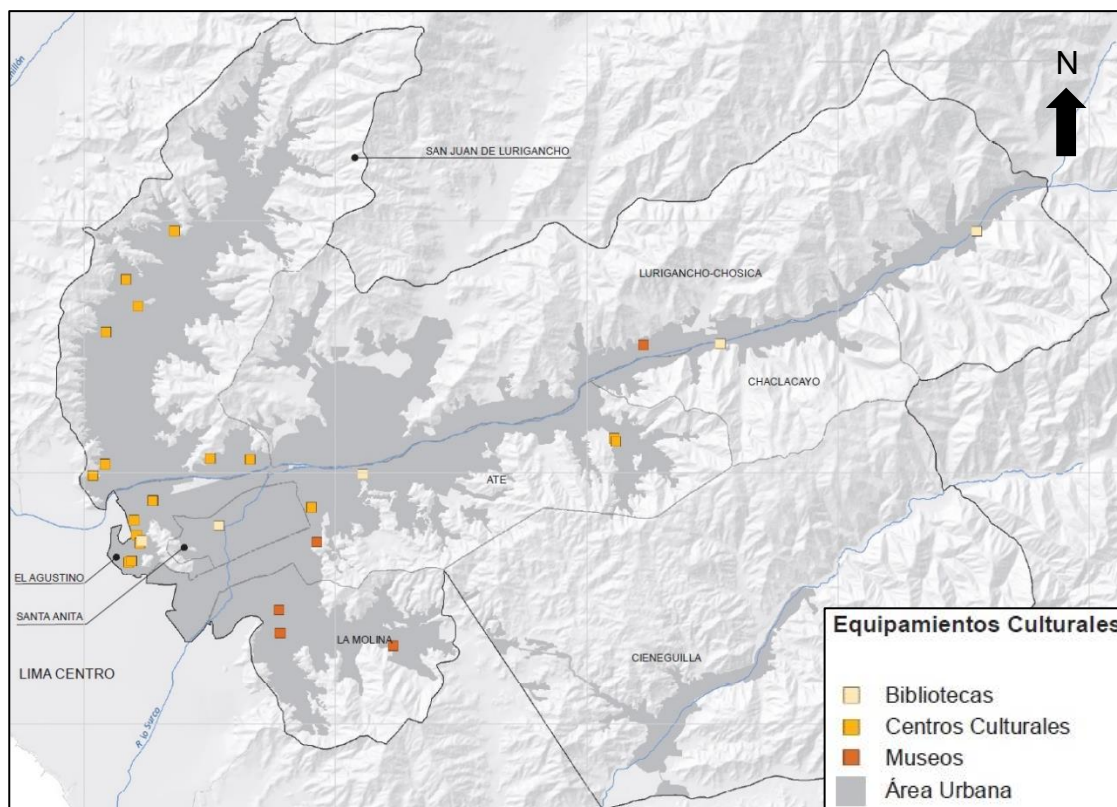 N
SAN JUAN DE LURIGANCHO
LURIGANCHO-CHOSICA
CHACLACAYO
ATE
EL AGUSTINO
SANTA ANITA
LA MOLINA
CIENEGUILLA
LIMA CENTRO
R ío Surco
Equipamientos Culturales
Bibliotecas
Centros Culturales
Museos
Área Urbana